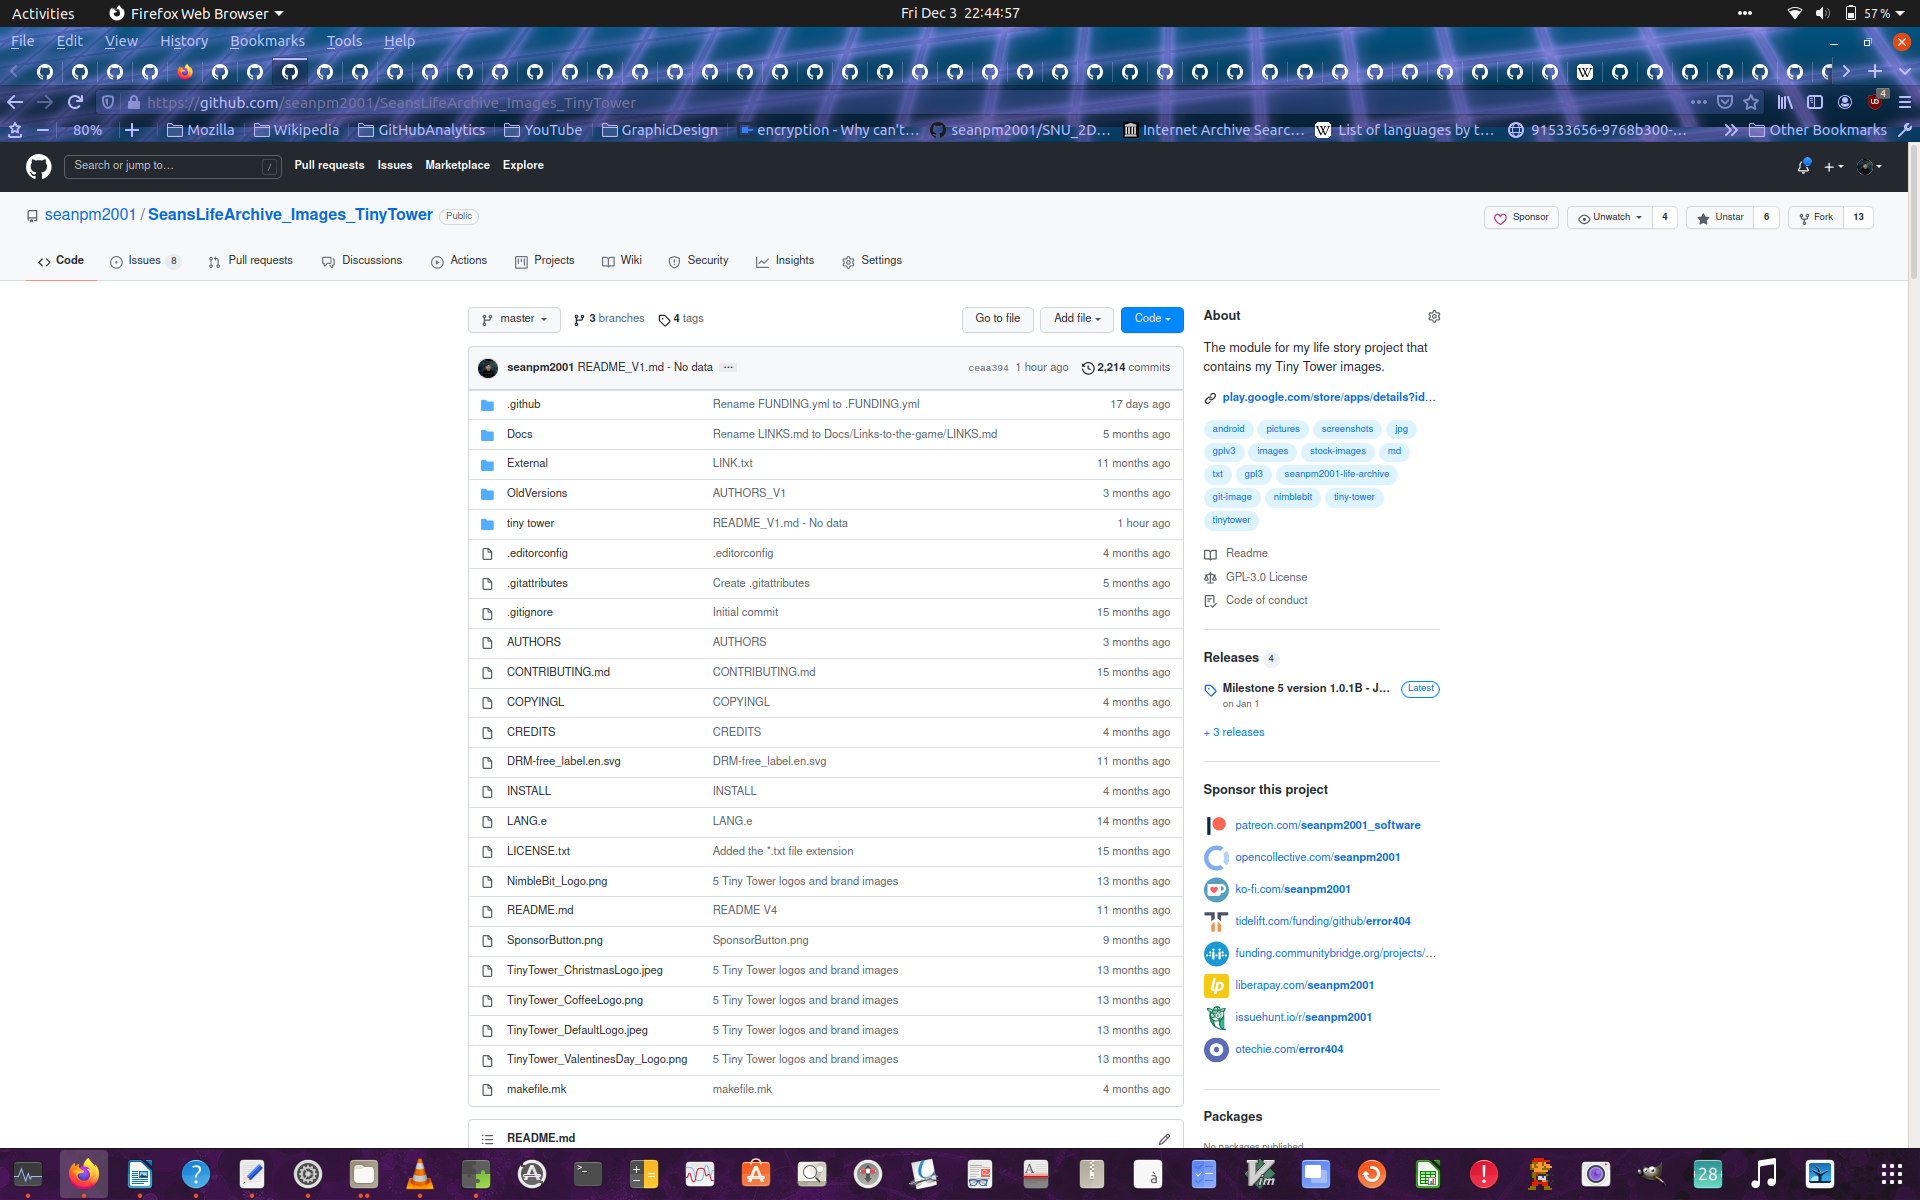 Activities Firefox Web Browser Fri Dec 3 22:44:57 57 %
File Edit View History Bookmarks Tools Help
https://github.com/seanpm2001/SeansLifeArchive_Images_TinyTower 4
80% Mozilla Wikipedia GitHubAnalytics YouTube GraphicDesign encryption - Why can't… seanpm2001/SNU_2D… Internet Archive Searc… List of languages by t… 91533656-9768b300-… Other Bookmarks
Search or jump to… / Pull requests Issues Marketplace Explore
seanpm2001 / SeansLifeArchive_Images_TinyTower Public Sponsor Unwatch 4 Unstar 6 Fork 13
Code Issues 8 Pull requests Discussions Actions Projects Wiki Security Insights Settings
master 3 branches 4 tags Go to file Add file Code
seanpm2001 README_V1.md - No data ceaa394 1 hour ago 2,214 commits
.github Rename FUNDING.yml to .FUNDING.yml 17 days ago
Docs Rename LINKS.md to Docs/Links-to-the-game/LINKS.md 5 months ago
External LINK.txt 11 months ago
OldVersions AUTHORS_V1 3 months ago
tiny tower README_V1.md - No data 1 hour ago
.editorconfig .editorconfig 4 months ago
.gitattributes Create .gitattributes 5 months ago
.gitignore Initial commit 15 months ago
AUTHORS AUTHORS 3 months ago
CONTRIBUTING.md CONTRIBUTING.md 15 months ago
COPYINGL COPYINGL 4 months ago
CREDITS CREDITS 4 months ago
DRM-free_label.en.svg DRM-free_label.en.svg 11 months ago
INSTALL INSTALL 4 months ago
LANG.e LANG.e 14 months ago
LICENSE.txt Added the *.txt file extension 15 months ago
NimbleBit_Logo.png 5 Tiny Tower logos and brand images 13 months ago
README.md README V4 11 months ago
SponsorButton.png SponsorButton.png 9 months ago
TinyTower_ChristmasLogo.jpeg 5 Tiny Tower logos and brand images 13 months ago
TinyTower_CoffeeLogo.png 5 Tiny Tower logos and brand images 13 months ago
TinyTower_DefaultLogo.jpeg 5 Tiny Tower logos and brand images 13 months ago
TinyTower_ValentinesDay_Logo.png 5 Tiny Tower logos and brand images 13 months ago
makefile.mk makefile.mk 4 months ago
README.md
About
The module for my life story project that
contains my Tiny Tower images.
play.google.com/store/apps/details?id…
android pictures screenshots jpg
gplv3 images stock-images md
txt gpl3 seanpm2001-life-archive
git-image nimblebit tiny-tower
tinytower
Readme
GPL-3.0 License
Code of conduct
Releases 4
Milestone 5 version 1.0.1B - J… Latest
on Jan 1
+ 3 releases
Sponsor this project
patreon.com/seanpm2001_software
opencollective.com/seanpm2001
ko-fi.com/seanpm2001
tidelift.com/funding/github/error404
funding.communitybridge.org/projects/…
liberapay.com/seanpm2001
issuehunt.io/r/seanpm2001
otechie.com/error404
Packages
No packages published
28